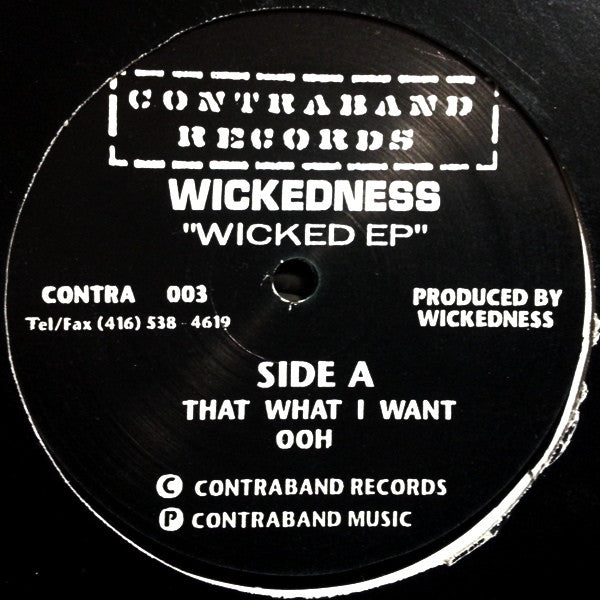 CONTRABAND
RECORDS
WICKEDNESS
"WICKED EP"
CONTRA 003
Tel/Fax (416) 538 - 4619
PRODUCED BY
WICKEDNESS
SIDE A
THAT WHAT I WANT
OOH
C CONTRABAND RECORDS
P CONTRABAND MUSIC